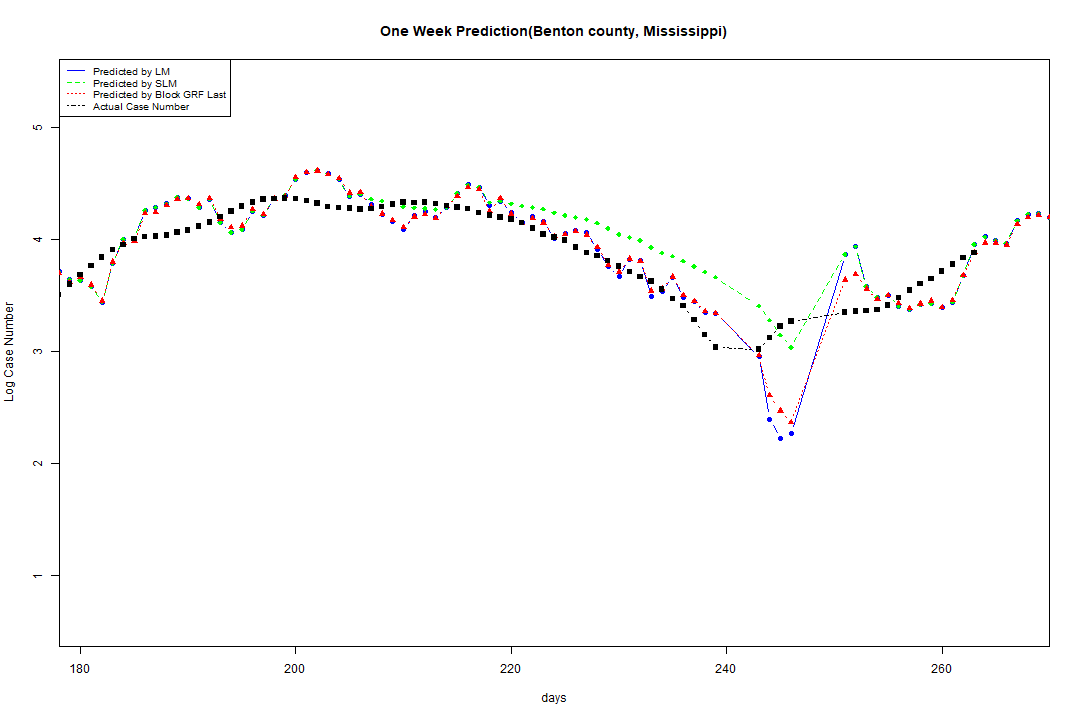 One Week Prediction(Benton county, Mississippi)
Predicted by LM
Predicted by SLM
Predicted by Block GRF Last
Actual Case Number
5
4
3
2
1
Log Case Number
180 200 220 240 260
days